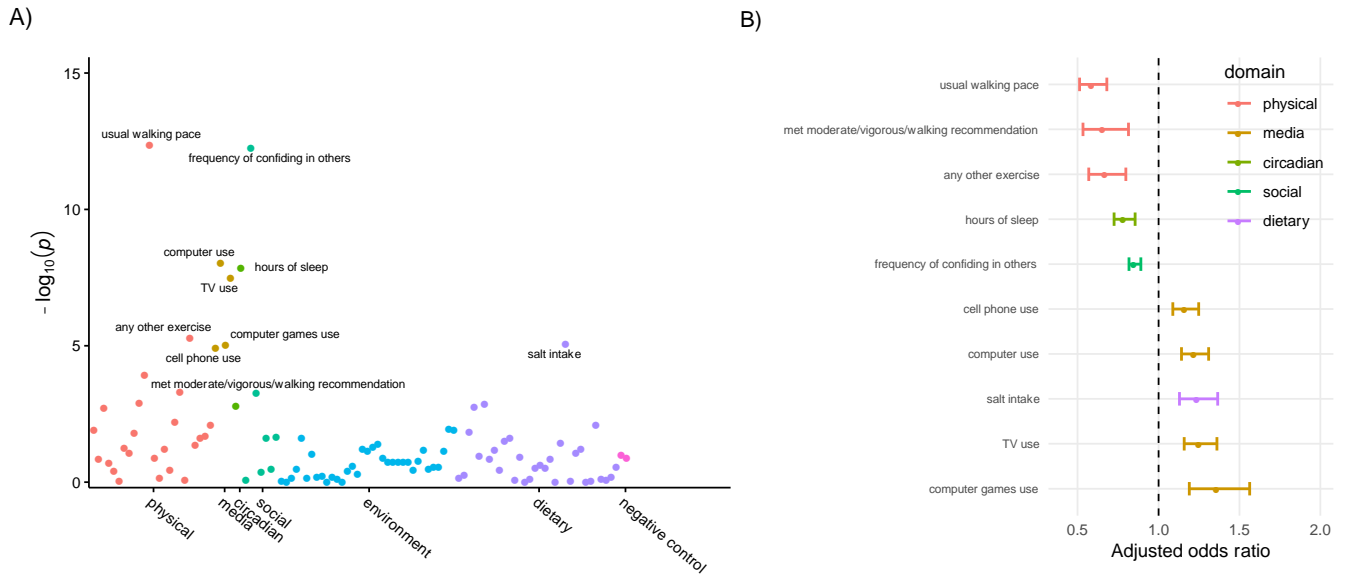 A)
− log10(p)
15
10
5
0
usual walking pace
frequency of confiding in others
computer use
hours of sleep
TV use
any other exercise
computer games use
cell phone use
salt intake
met moderate/vigorous/walking recommendation
physical
media
circadian
social
environment
dietary
negative control
B)
usual walking pace
met moderate/vigorous/walking recommendation
any other exercise
hours of sleep
frequency of confiding in others
cell phone use
computer use
salt intake
TV use
computer games use
domain
physical
media
circadian
social
dietary
0.5 1.0 1.5 2.0
Adjusted odds ratio